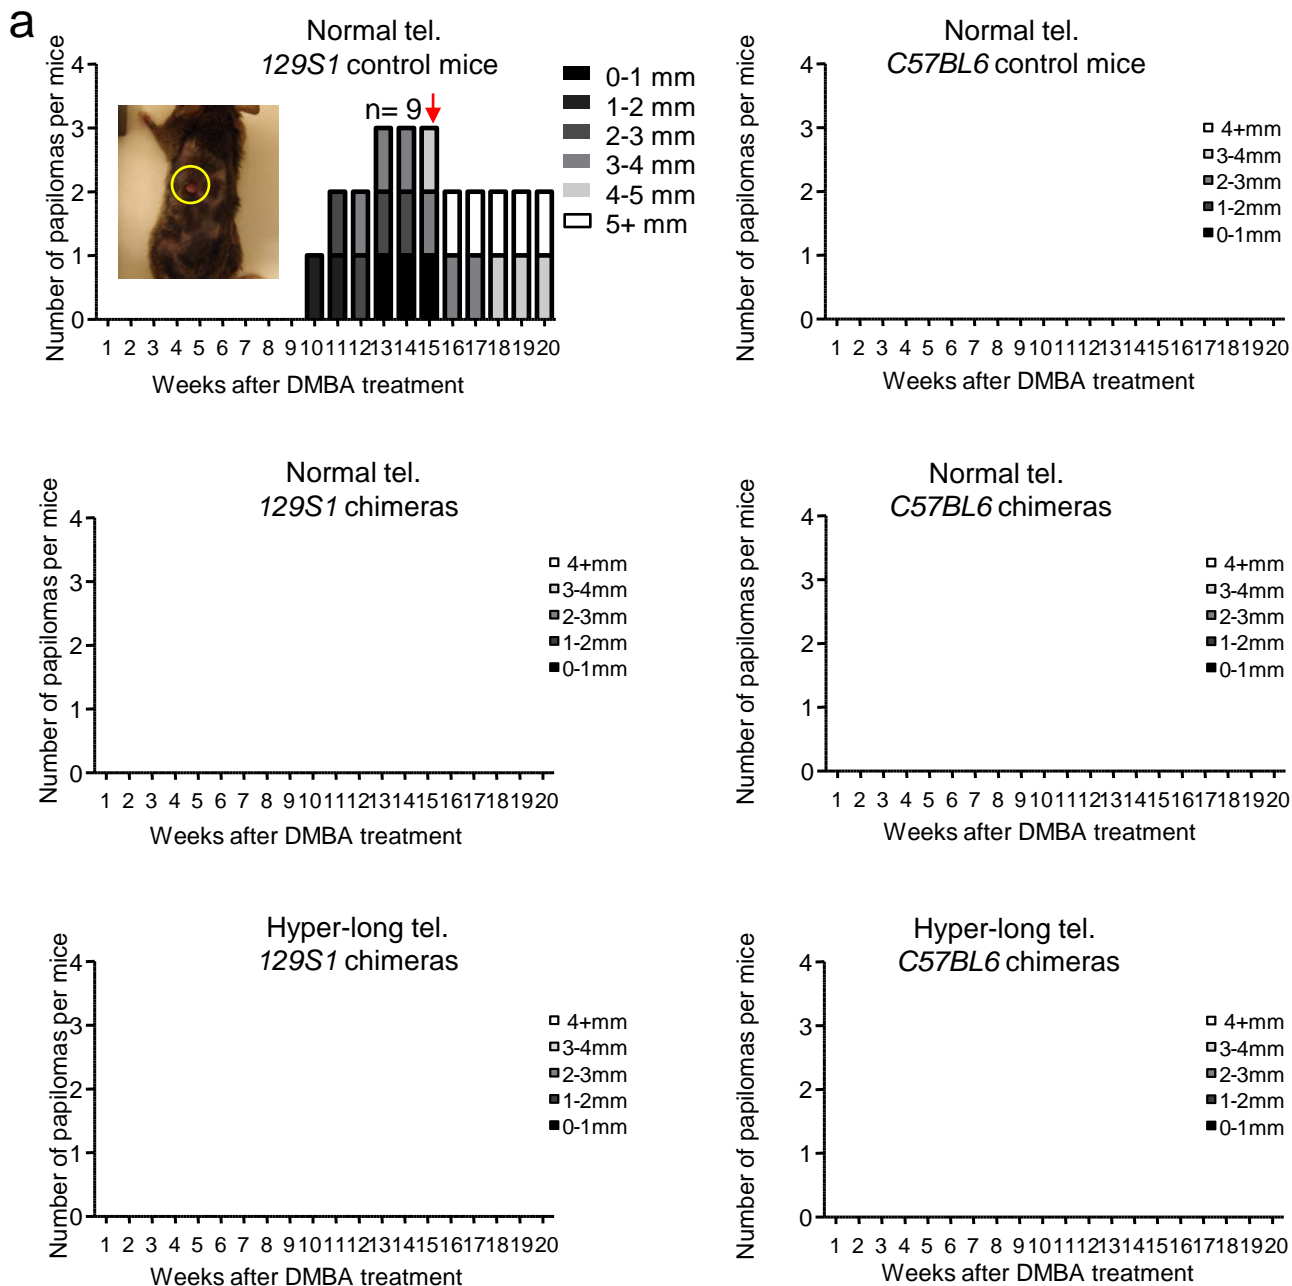 a
Normal tel.
129S1 control mice
Number of papilomas per mice
4
3
2
1
0
n= 9
0-1 mm
1-2 mm
2-3 mm
3-4 mm
4-5 mm
5+ mm
1 2 3 4 5 6 7 8 9 10 11 12 13 14 15 16 17 18 19 20
Weeks after DMBA treatment
Normal tel.
C57BL6 control mice
Number of papilomas per mice
4
3
2
1
0
4+mm
3-4mm
2-3mm
1-2mm
0-1mm
1 2 3 4 5 6 7 8 9 10 11 12 13 14 15 16 17 18 19 20
Weeks after DMBA treatment
Normal tel.
129S1 chimeras
Number of papilomas per mice
4
3
2
1
0
4+mm
3-4mm
2-3mm
1-2mm
0-1mm
1 2 3 4 5 6 7 8 9 10 11 12 13 14 15 16 17 18 19 20
Weeks after DMBA treatment
Normal tel.
C57BL6 chimeras
Number of papilomas per mice
4
3
2
1
0
4+mm
3-4mm
2-3mm
1-2mm
0-1mm
1 2 3 4 5 6 7 8 9 10 11 12 13 14 15 16 17 18 19 20
Weeks after DMBA treatment
Hyper-long tel.
129S1 chimeras
Number of papilomas per mice
4
3
2
1
0
4+mm
3-4mm
2-3mm
1-2mm
0-1mm
1 2 3 4 5 6 7 8 9 10 11 12 13 14 15 16 17 18 19 20
Weeks after DMBA treatment
Hyper-long tel.
C57BL6 chimeras
Number of papilomas per mice
4
3
2
1
0
4+mm
3-4mm
2-3mm
1-2mm
0-1mm
1 2 3 4 5 6 7 8 9 10 11 12 13 14 15 16 17 18 19 20
Weeks after DMBA treatment